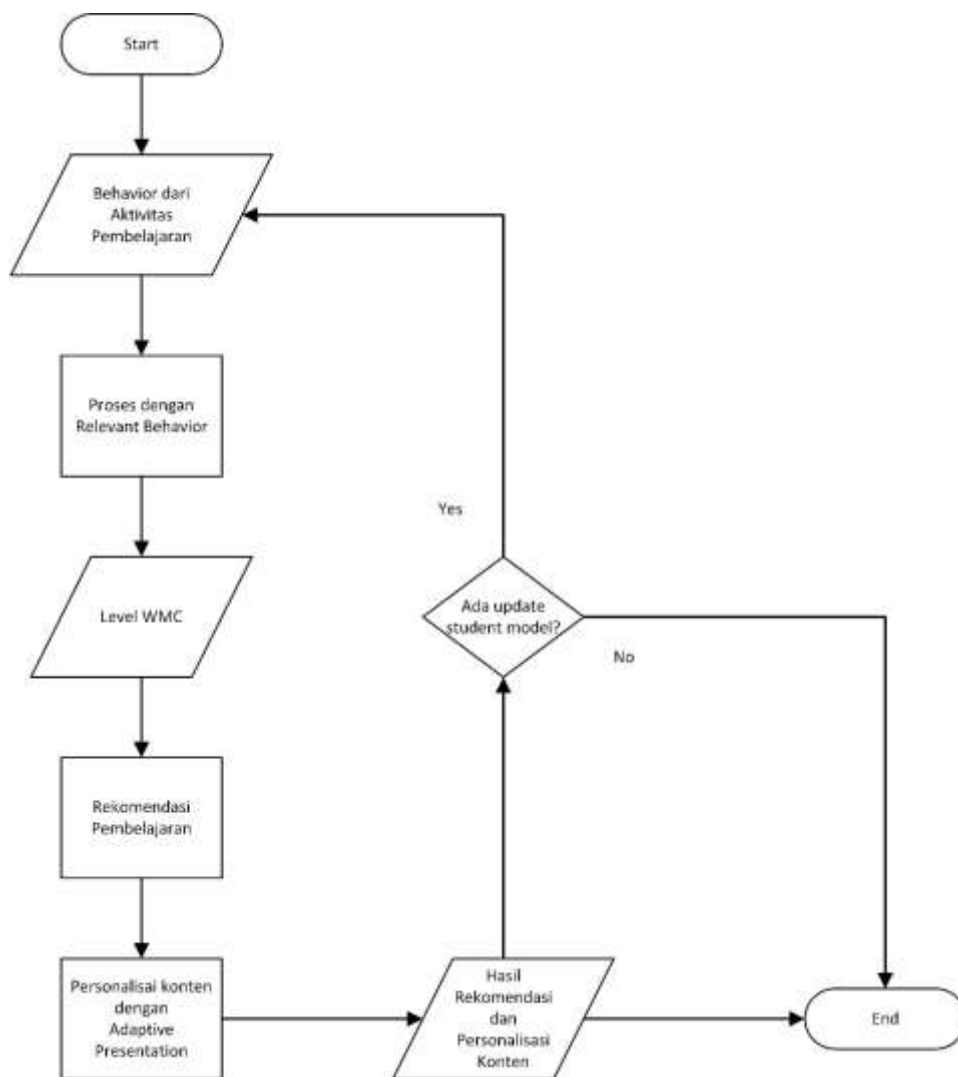 Start
Behavior dari
Aktivitas
Pembelajaran
Proses dengan
Relevant Behavior
Yes
Level WMC
Ada update
student model?
No
Rekomendasi
Pembelajaran
Personalisai konten
dengan
Adaptive
Presentation
Hasil
Rekomendasi
dan
Personalisasi
Konten
End